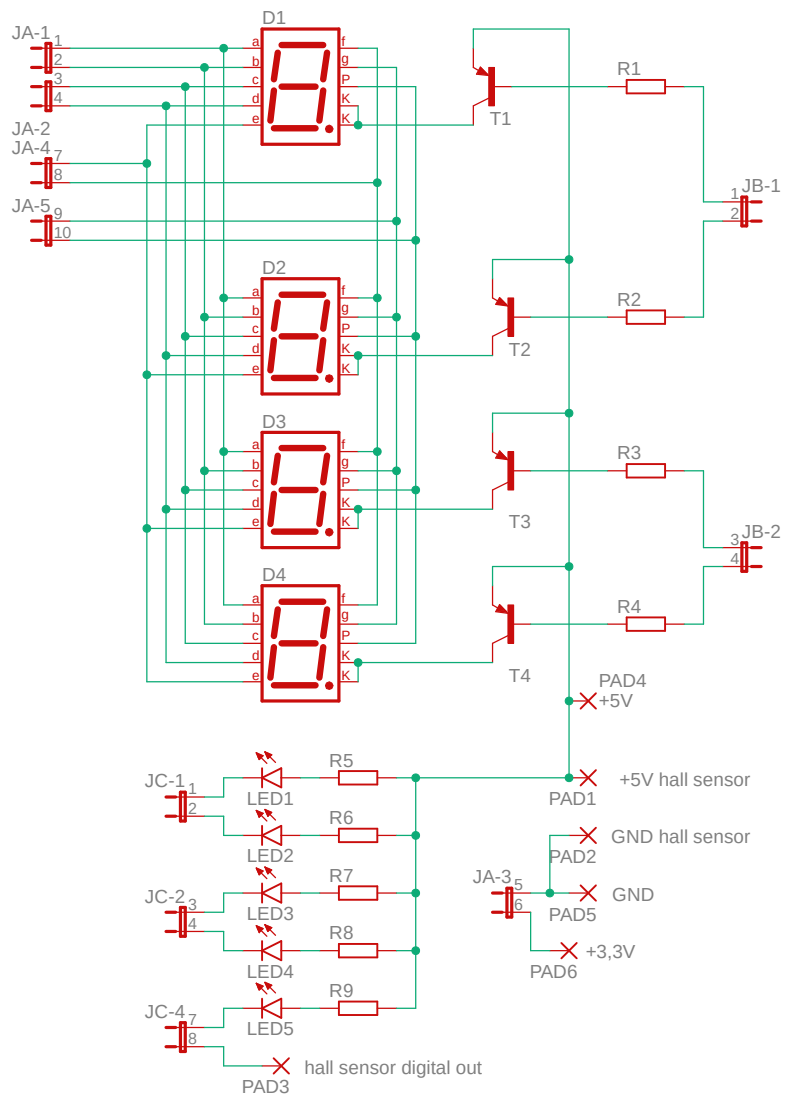 D1
JA-1
1
2
3
4
a
b
c
d
e
f
g
P
K
K
T1
R1
JA-2
JA-4
7
8
JA-5
9
10
JB-1
1
2
D2
a
b
c
d
e
f
g
P
K
K
T2
R2
D3
a
b
c
d
e
f
g
P
K
K
T3
R3
JB-2
3
4
D4
a
b
c
d
e
f
g
P
K
K
T4
R4
PAD4
+5V
JC-1
1
2
LED1
R5
PAD1
+5V hall sensor
LED2
R6
PAD2
GND hall sensor
JC-2
3
4
LED3
R7
JA-3
5
6
PAD5
GND
LED4
R8
PAD6
+3,3V
JC-4
7
8
LED5
R9
PAD3
hall sensor digital out